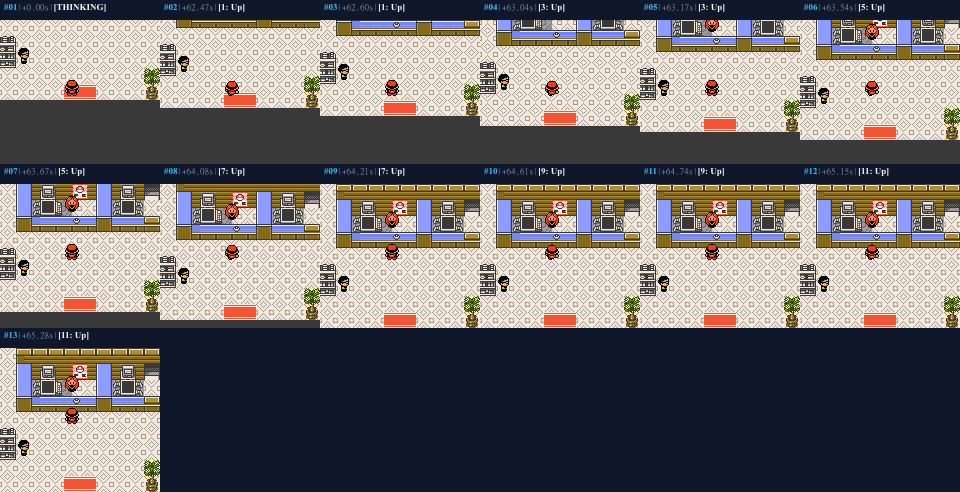 #01 | +0.00s | [THINKING]
#02 | +62.47s | [1: Up]
#03 | +62.60s | [1: Up]
#04 | +63.04s | [3: Up]
#05 | +63.17s | [3: Up]
#06 | +63.54s | [5: Up]
#07 | +63.67s | [5: Up]
#08 | +64.08s | [7: Up]
#09 | +64.21s | [7: Up]
#10 | +64.61s | [9: Up]
#11 | +64.74s | [9: Up]
#12 | +65.15s | [11: Up]
#13 | +65.28s | [11: Up]